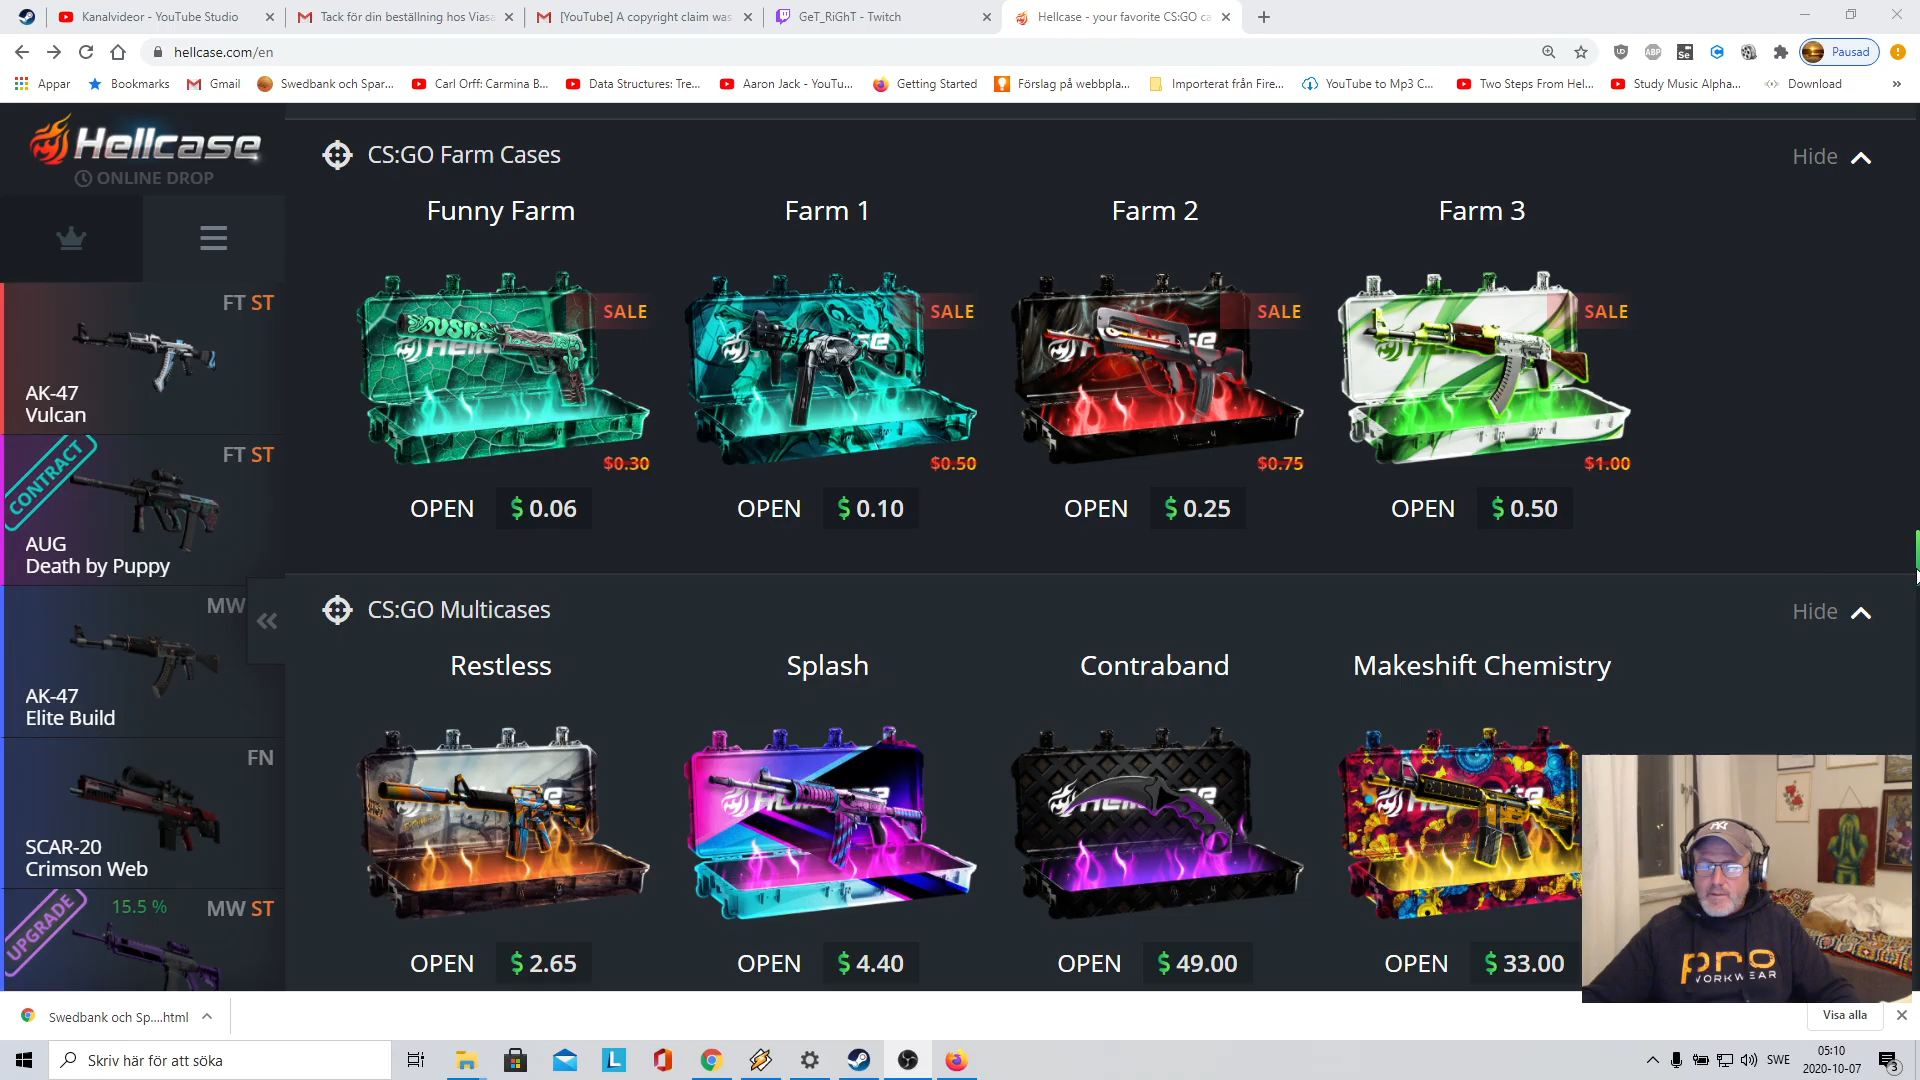 Kanalvideor - YouTube Studio
Tack för din beställning hos Viasa
[YouTube] A copyright claim was
GeT_RiGhT - Twitch
Hellcase - your favorite CS:GO ca
hellcase.com/en
Pausad
Appar
Bookmarks
Gmail
Swedbank och Spar...
Carl Orff: Carmina B...
Data Structures: Tre...
Aaron Jack - YouTu...
Getting Started
Förslag på webbpla...
Importerat från Fire...
YouTube to Mp3 C...
Two Steps From Hel...
Study Music Alpha...
Download
Hellcase
ONLINE DROP
FT ST
AK-47
Vulcan
CONTRACT
FT ST
AUG
Death by Puppy
MW
AK-47
Elite Build
FN
SCAR-20
Crimson Web
UPGRADE
15.5 %
MW ST
CS:GO Farm Cases
Hide
Funny Farm
Farm 1
Farm 2
Farm 3
SALE
SALE
SALE
SALE
$0.30
$0.50
$0.75
$1.00
OPEN $ 0.06
OPEN $ 0.10
OPEN $ 0.25
OPEN $ 0.50
CS:GO Multicases
Hide
Restless
Splash
Contraband
Makeshift Chemistry
OPEN $ 2.65
OPEN $ 4.40
OPEN $ 49.00
OPEN $ 33.00
pro
WORKWEAR
Swedbank och Sp....html
Visa alla
Skriv här för att söka
SWE
05:10
2020-10-07
3